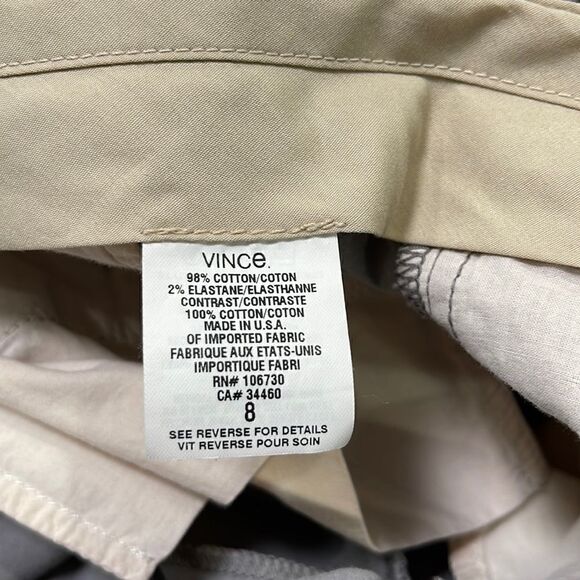 VINCe.
98% COTTON/COTON
2% ELASTANE/ELASTHANNE
CONTRAST/CONTRASTE
100% COTTON/COTON
MADE IN U.S.A.
OF IMPORTED FABRIC
FABRIQUE AUX ETATS-UNIS
IMPORTIQUE FABRI
RN# 106730
CA# 34460
8
SEE REVERSE FOR DETAILS
VIT REVERSE POUR SOIN